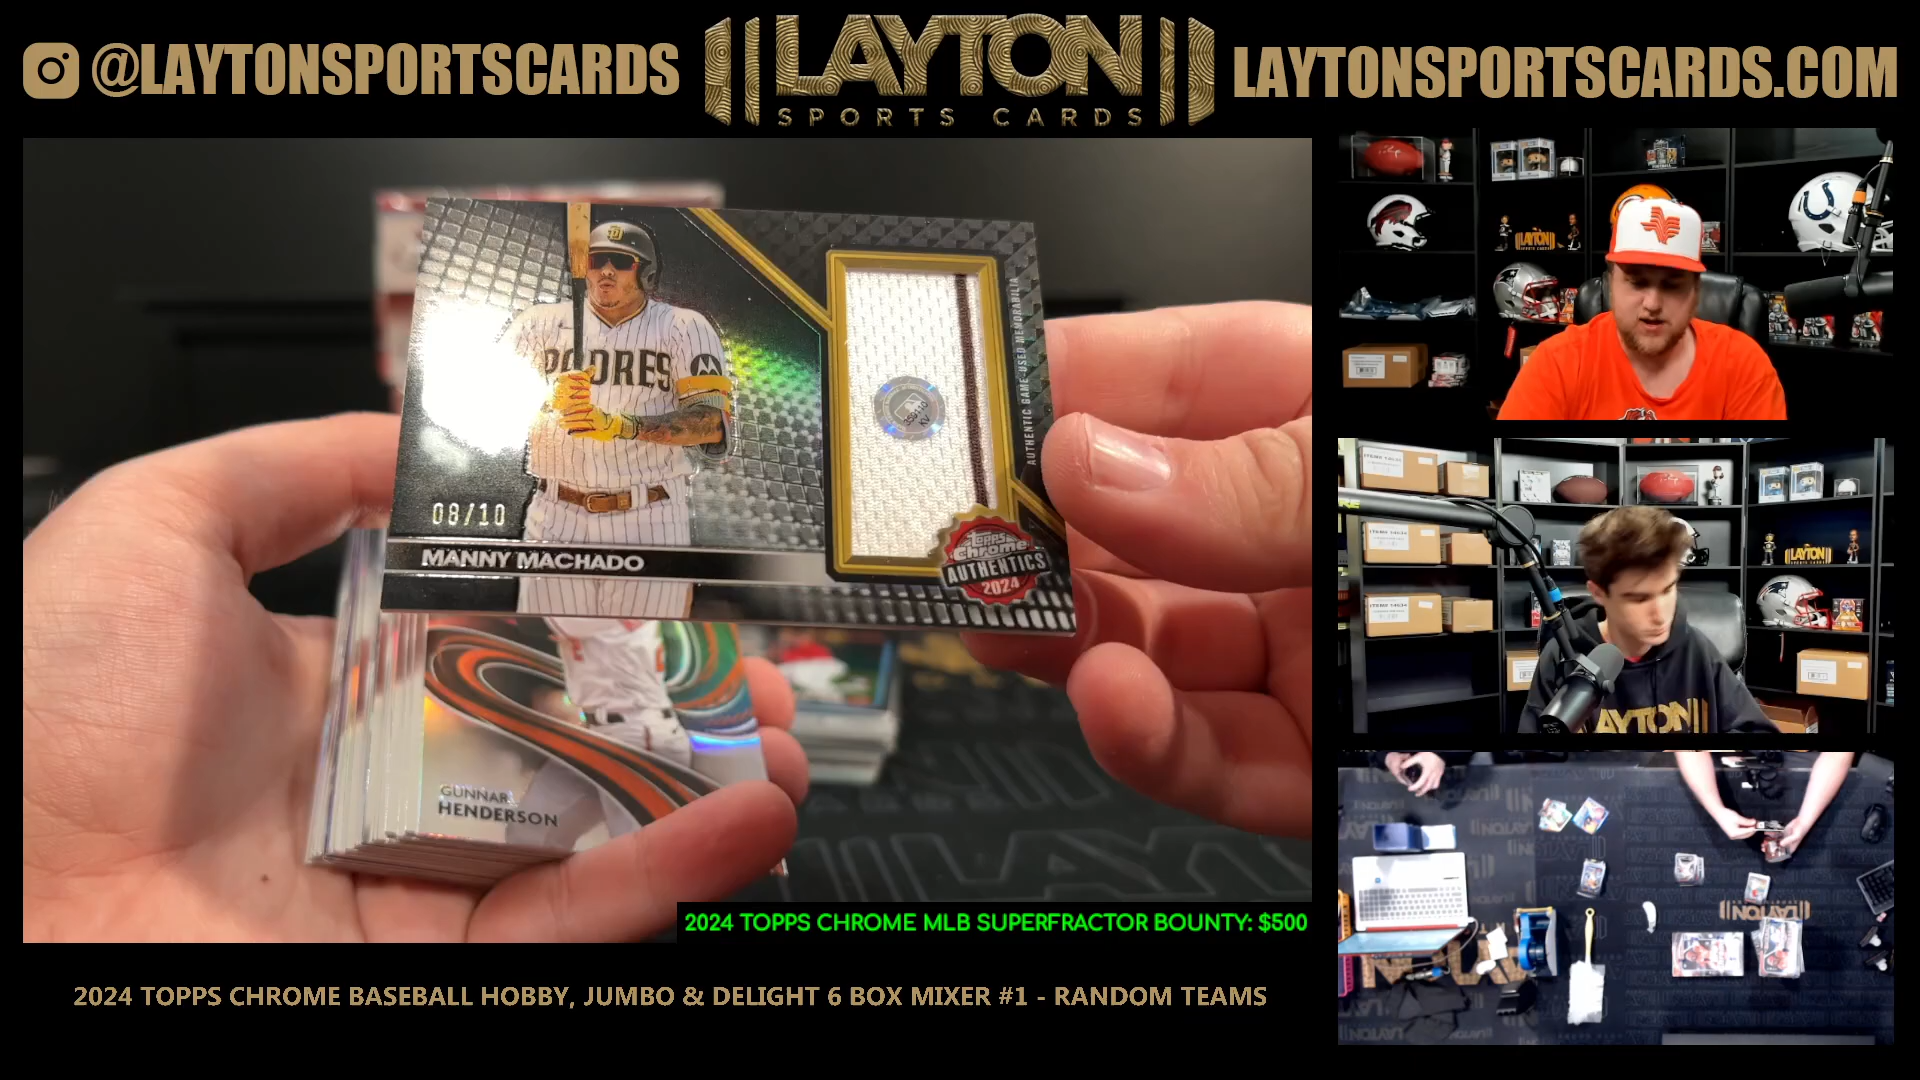 @LAYTONSPORTSCARDS
LAYTON
SPORTS CARDS
LAYTONSPORTSCARDS.COM
PADRES
AUTHENTIC GAME-USED MEMORABILIA
08/10
MANNY MACHADO
Topps
Chrome
AUTHENTICS
2024
GUNNAR
HENDERSON
LAYTON
LAYTON
LAYTON
2024 TOPPS CHROME MLB SUPERFRACTOR BOUNTY: $500
2024 TOPPS CHROME BASEBALL HOBBY, JUMBO & DELIGHT 6 BOX MIXER #1 - RANDOM TEAMS